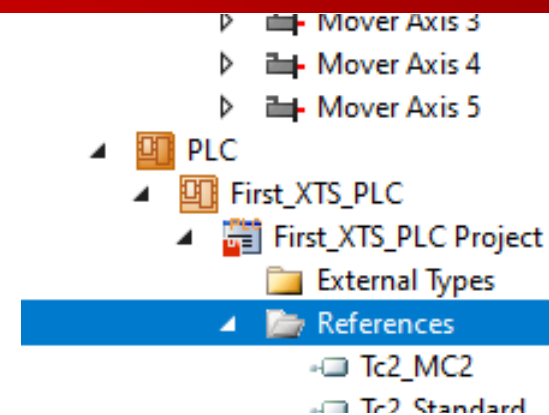 Mover Axis 3
Mover Axis 4
Mover Axis 5
PLC
First_XTS_PLC
First_XTS_PLC Project
External Types
References
Tc2_MC2
Tc2_Standard